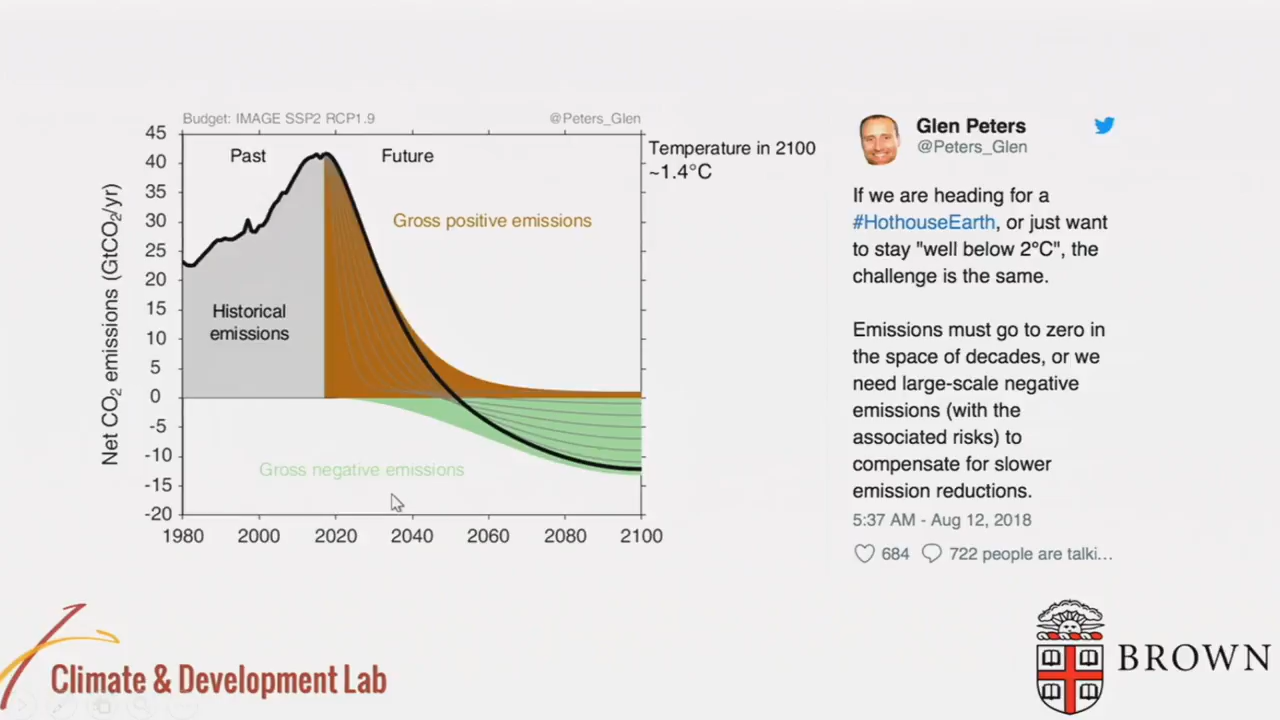 Budget: IMAGE SSP2 RCP1.9
@Peters_Glen
45
40
35
30
25
20
15
10
5
0
-5
-10
-15
-20
Net CO₂ emissions (GtCO₂/yr)
Past
Future
Gross positive emissions
Historical
emissions
Gross negative emissions
1980
2000
2020
2040
2060
2080
2100
Temperature in 2100
~1.4°C
Glen Peters
@Peters_Glen
If we are heading for a
#HothouseEarth, or just want
to stay "well below 2°C", the
challenge is the same.
Emissions must go to zero in
the space of decades, or we
need large-scale negative
emissions (with the
associated risks) to
compensate for slower
emission reductions.
5:37 AM - Aug 12, 2018
684
722 people are talki...
Climate & Development Lab
BROWN